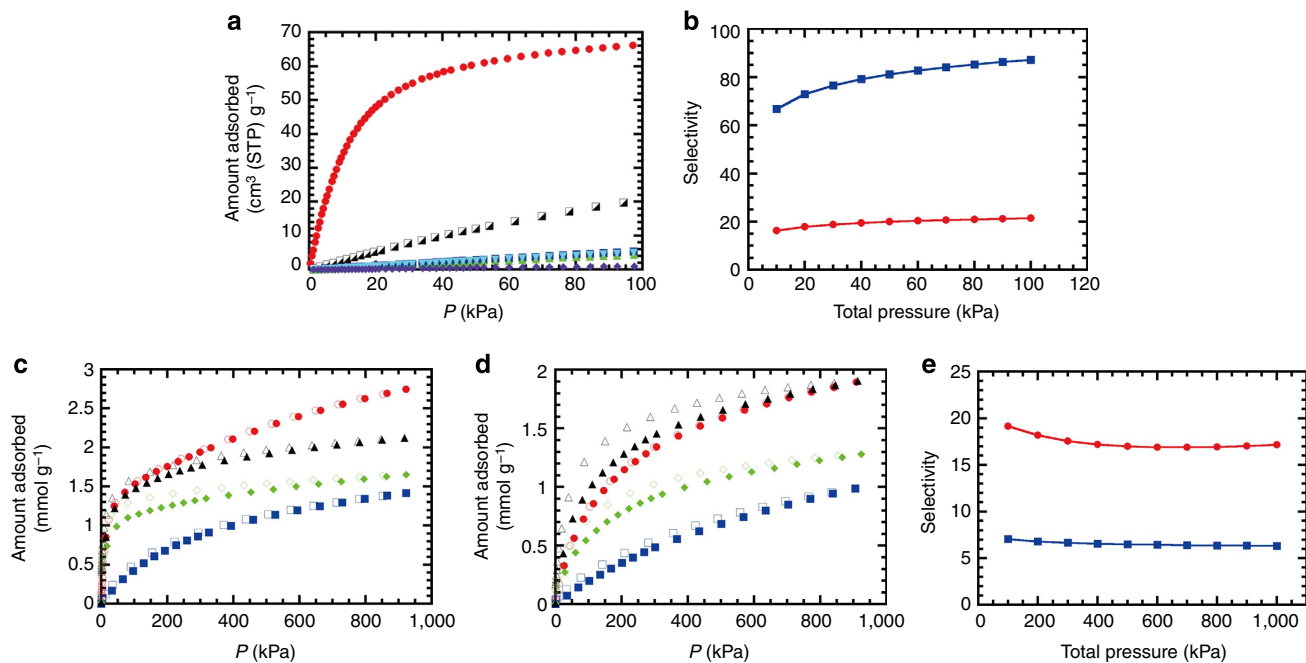 a
70
60
50
40
30
20
10
0
Amount adsorbed
(cm³ (STP) g⁻¹)
0 20 40 60 80 100
P (kPa)
b
100
80
60
40
20
0
Selectivity
0 20 40 60 80 100 120
Total pressure (kPa)
c
3
2.5
2
1.5
1
0.5
0
Amount adsorbed
(mmol g⁻¹)
0 200 400 600 800 1,000
P (kPa)
d
2
1.5
1
0.5
0
Amount adsorbed
(mmol g⁻¹)
0 200 400 600 800 1,000
P (kPa)
e
25
20
15
10
5
0
Selectivity
0 200 400 600 800 1,000
Total pressure (kPa)